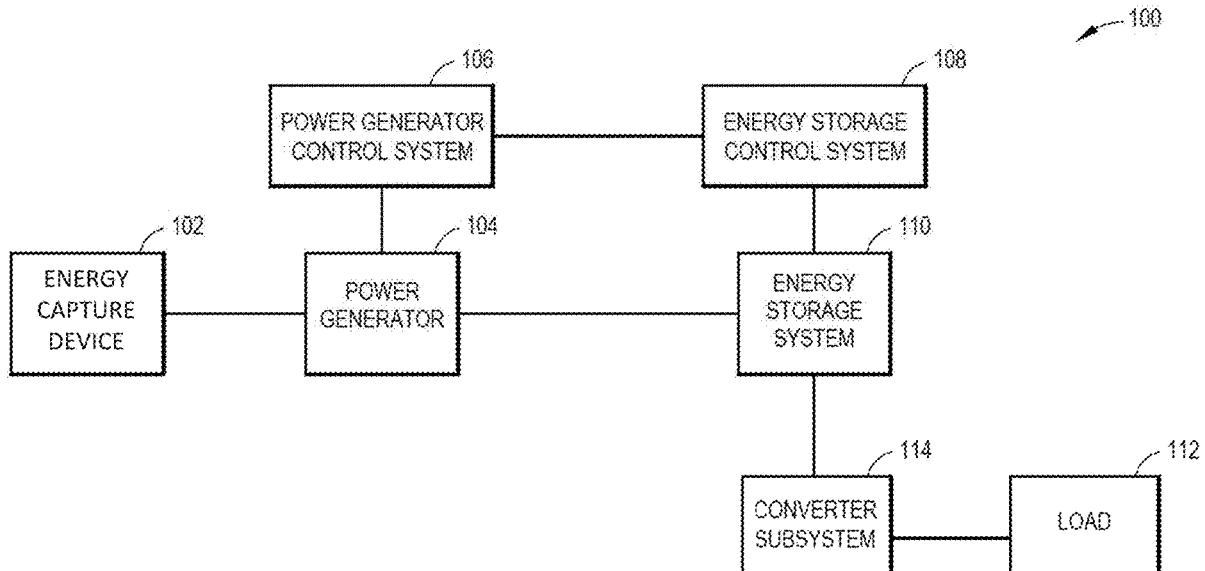 100
106
108
POWER GENERATOR
CONTROL SYSTEM
ENERGY STORAGE
CONTROL SYSTEM
102
104
110
ENERGY
CAPTURE
DEVICE
POWER
GENERATOR
ENERGY
STORAGE
SYSTEM
114
112
CONVERTER
SUBSYSTEM
LOAD